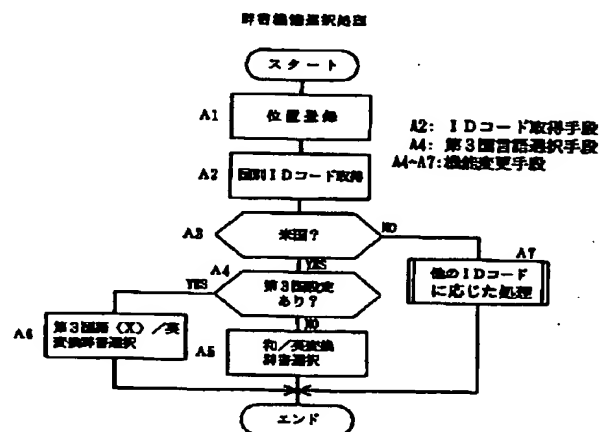 辞書機能選択処理
スタート
A1
位置登録
A2: IDコード取得手段
A4: 第3国言語選択手段
A4~A7:機能変更手段
A2
国別IDコード取得
A3
米国?
NO
YES
A7
他のIDコード
に応じた処理
A4
第3国設定
あり?
YES
NO
A6
第3国語(X)/英
変換辞書選択
A5
和/英変換
辞書選択
エンド